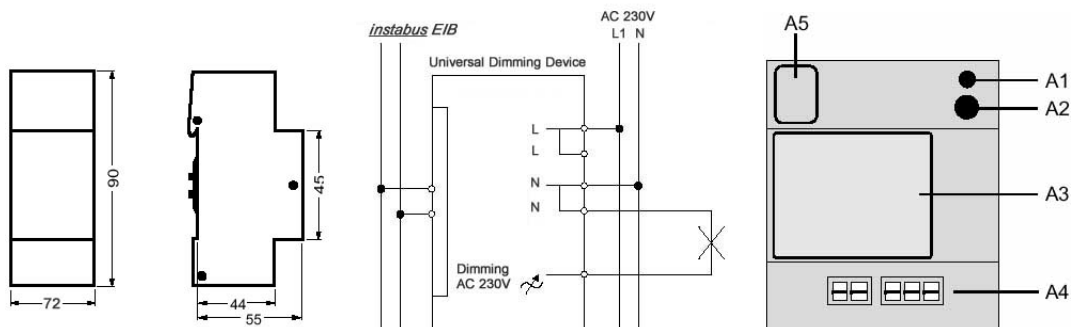 90
72
45
44
55
instabus EIB
AC 230V
L1 N
Universal Dimming Device
L
L
N
N
Dimming
AC 230V
A5
A1
A2
A3
A4